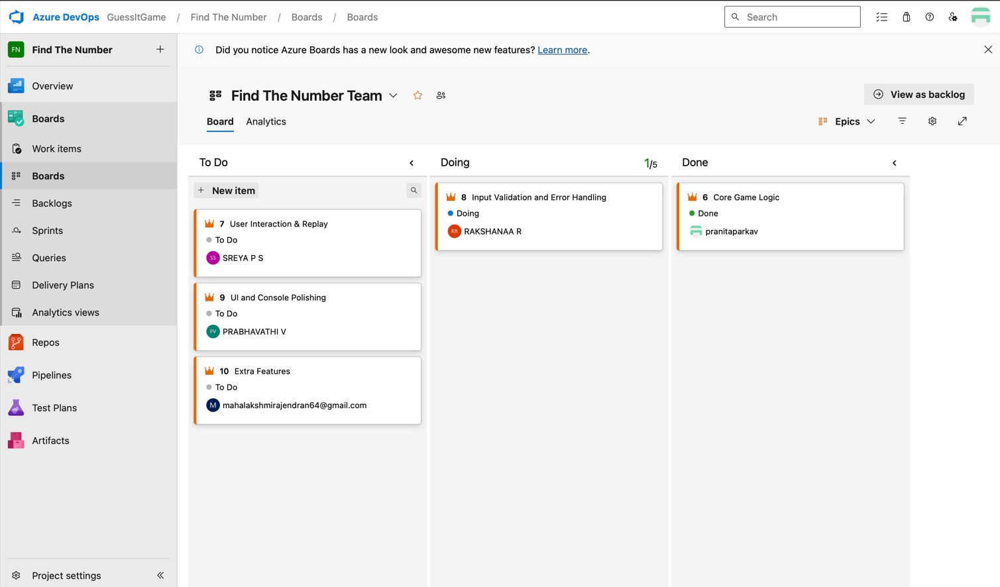 Azure DevOps GuessItGame / Find The Number / Boards / Boards
Search
FN Find The Number
Did you notice Azure Boards has a new look and awesome new features? Learn more.
Overview
Boards
Work items
Boards
Backlogs
Sprints
Queries
Delivery Plans
Analytics views
Repos
Pipelines
Test Plans
Artifacts
Project settings
Find The Number Team
View as backlog
Board Analytics
Epics
To Do
New item
7 User Interaction & Replay
To Do
SS SREYA P S
9 UI and Console Polishing
To Do
PV PRABHAVATHI V
10 Extra Features
To Do
M mahalakshmirajendran64@gmail.com
Doing 1/5
8 Input Validation and Error Handling
Doing
RR RAKSHANAA R
Done
6 Core Game Logic
Done
pranitaparkav